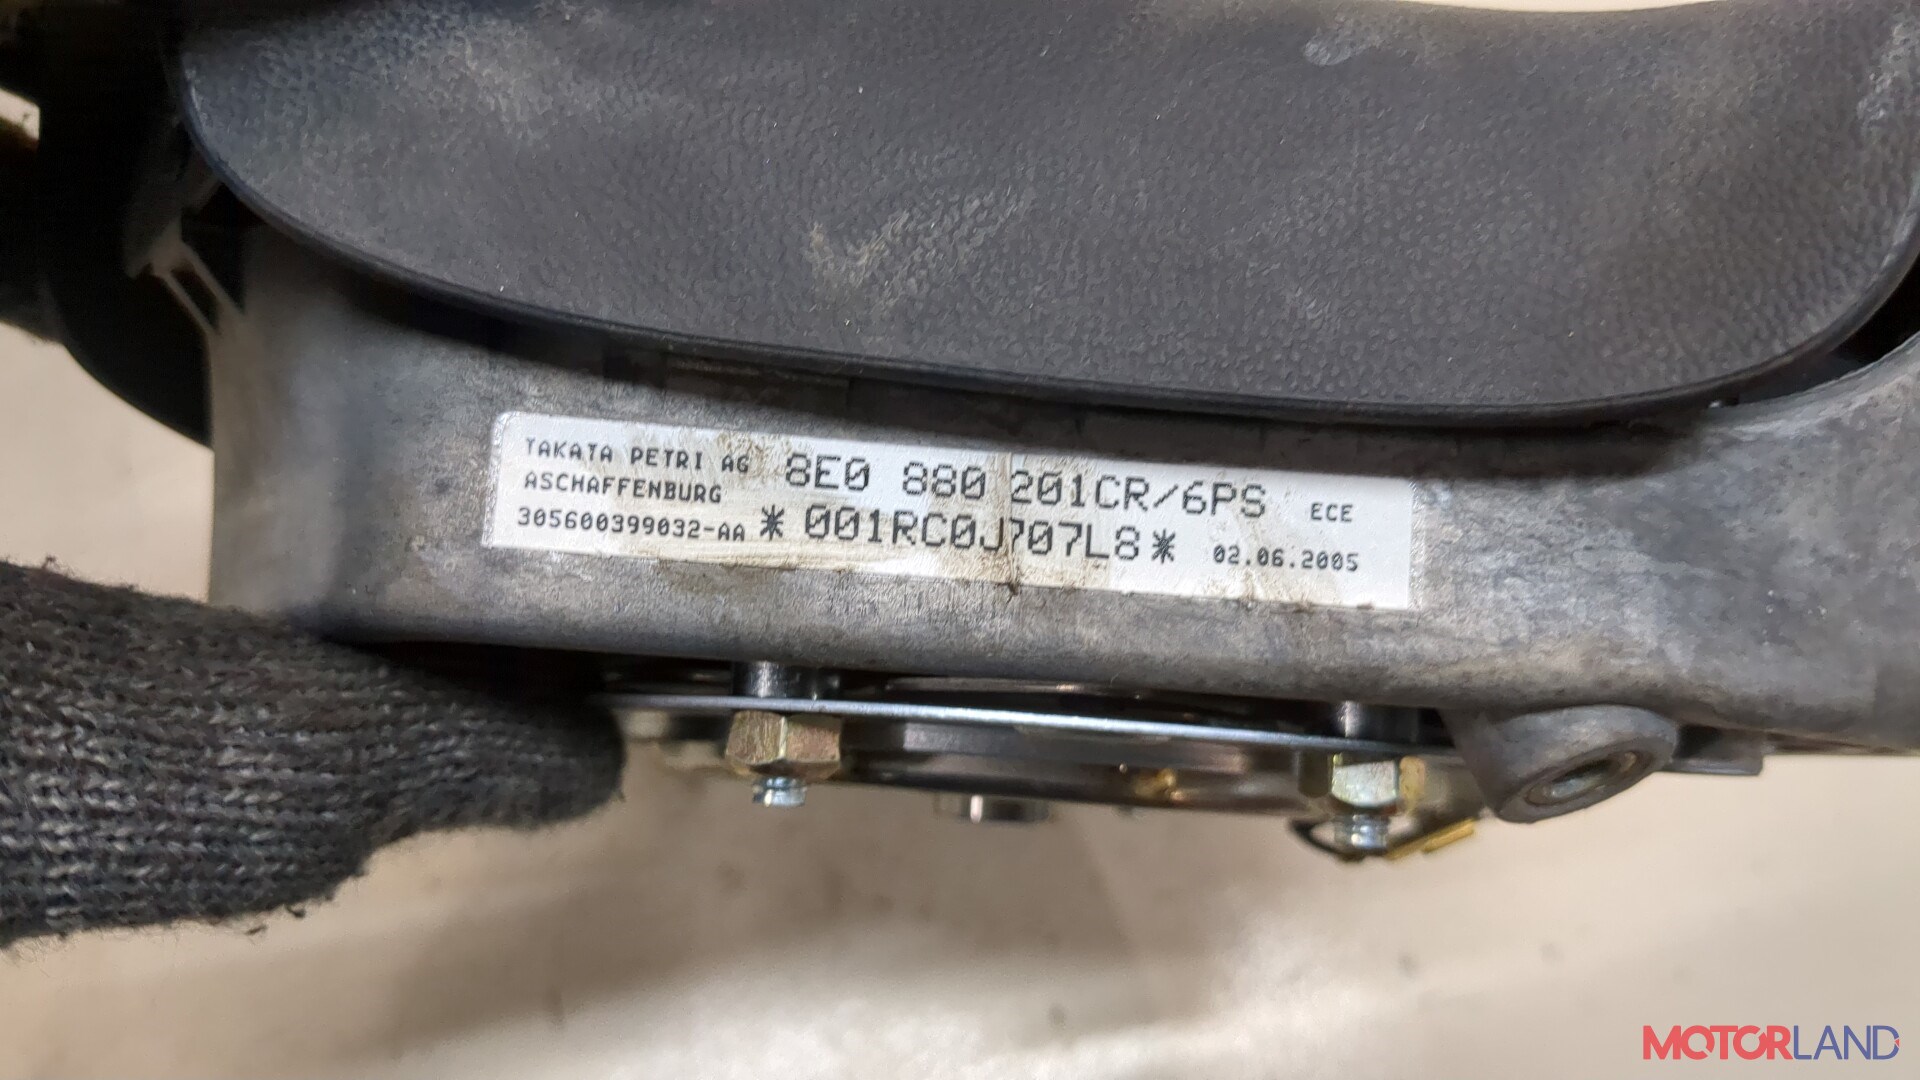 TAKATA PETRI AG 8E0 880 201CR/6PS ECE
ASCHAFFENBURG
305600399032-AA *001RC0J707L8* 02.06.2005
MOTORLAND